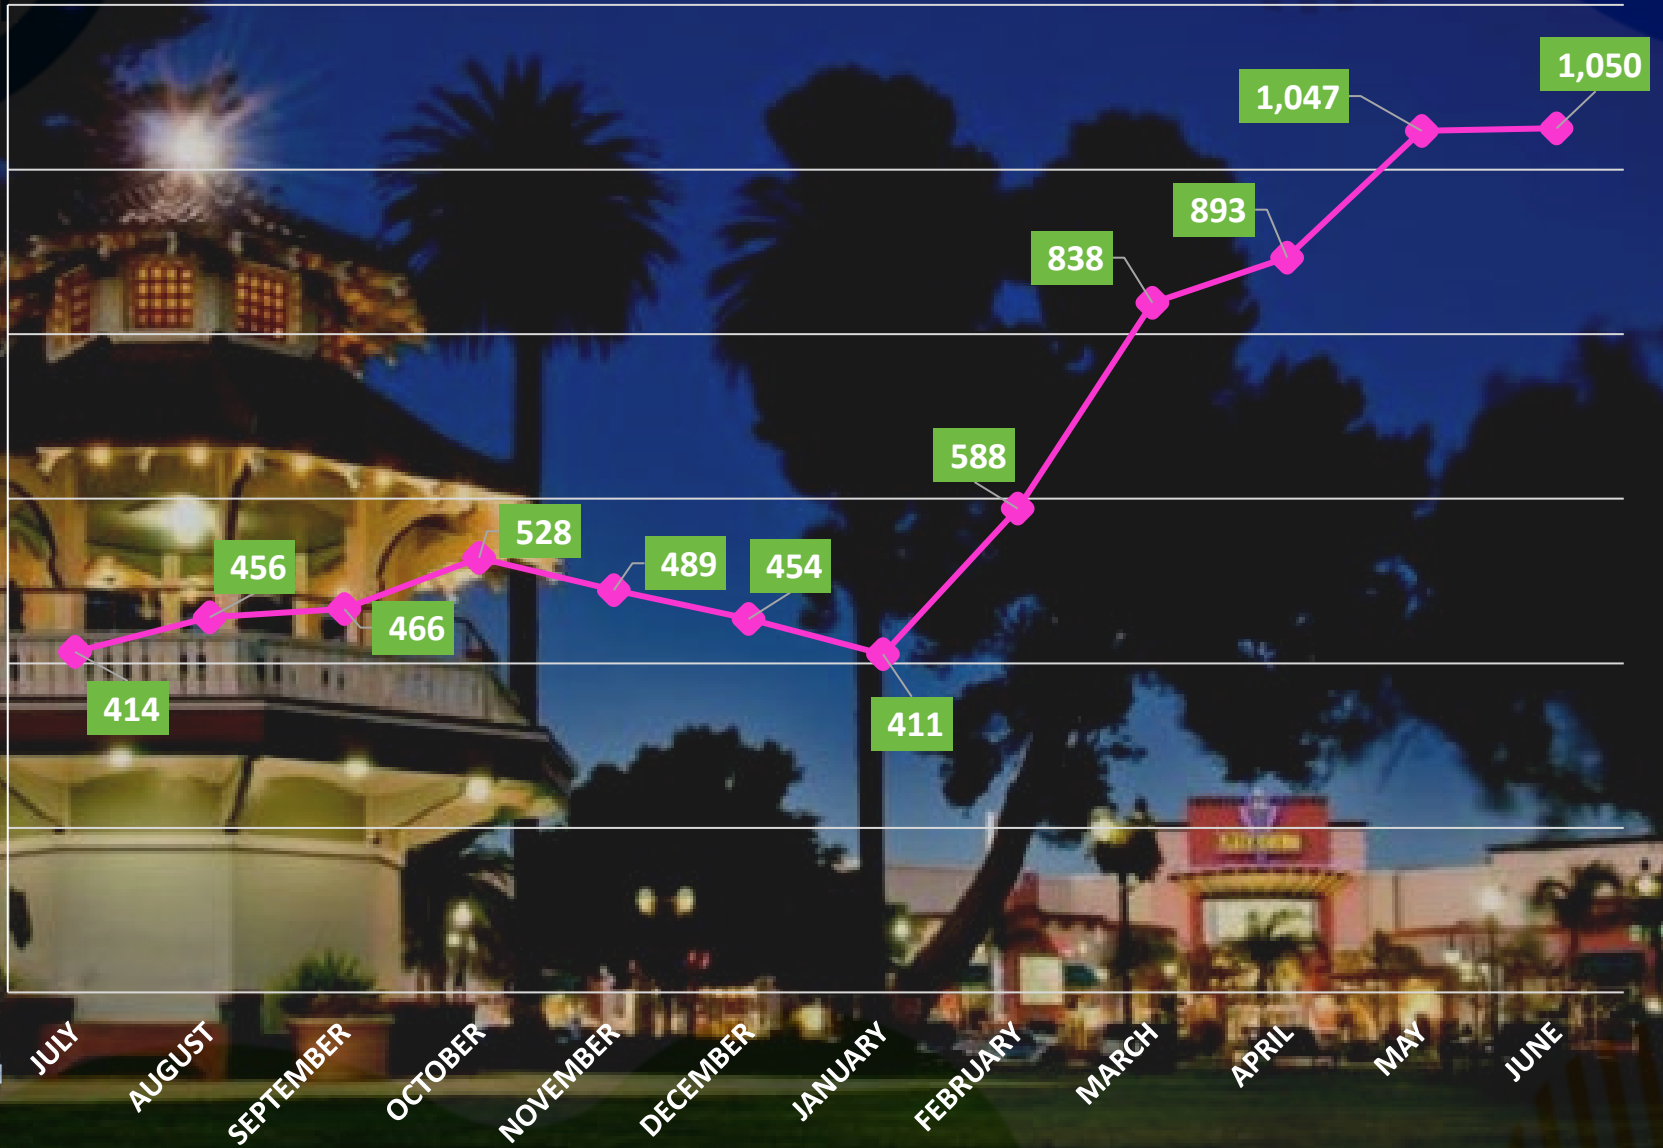 1,050
1,047
893
838
588
528
489
454
456
466
414
411
JULY
AUGUST
SEPTEMBER
OCTOBER
NOVEMBER
DECEMBER
JANUARY
FEBRUARY
MARCH
APRIL
MAY
JUNE